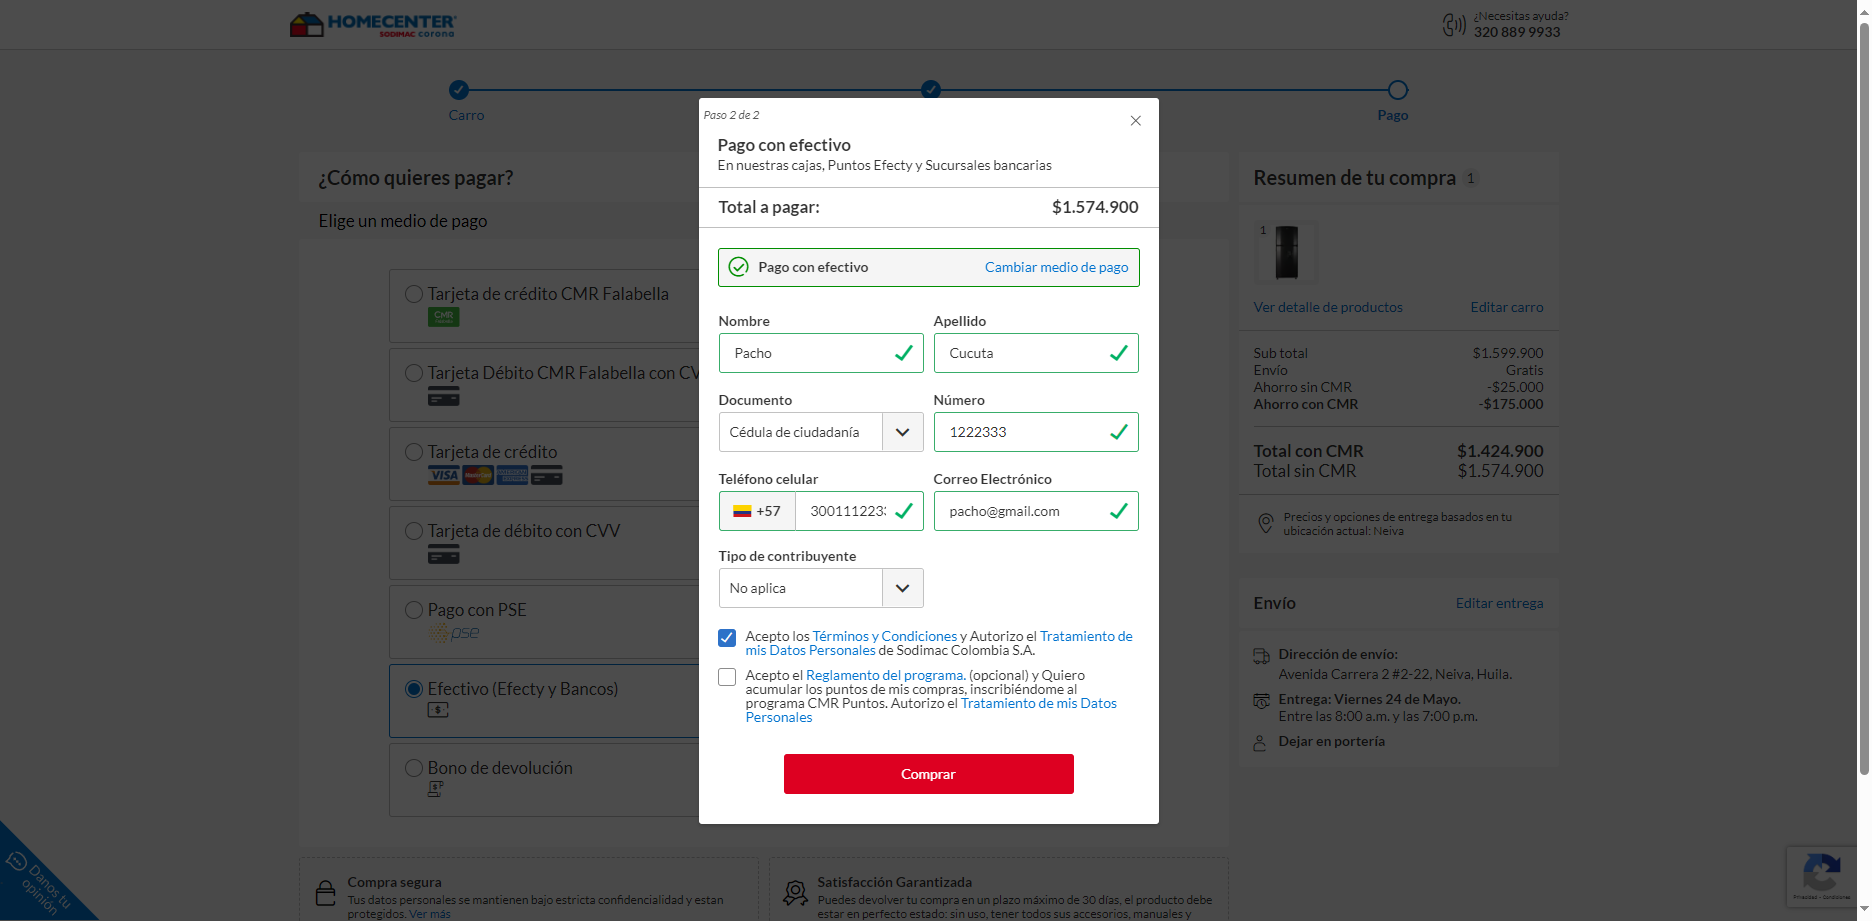 HOMECENTER
SODIMAC corona
¿Necesitas ayuda?
320 889 9933
Carro
Pago
¿Cómo quieres pagar?
Elige un medio de pago
Tarjeta de crédito CMR Falabella
CMR
Tarjeta Débito CMR Falabella con CV
Tarjeta de crédito
VISA
Tarjeta de débito con CVV
Pago con PSE
pse
Efectivo (Efecty y Bancos)
Bono de devolución
Paso 2 de 2
Pago con efectivo
En nuestras cajas, Puntos Efecty y Sucursales bancarias
Total a pagar: $1.574.900
Pago con efectivo Cambiar medio de pago
Nombre Apellido
Pacho Cucuta
Documento Número
Cédula de ciudadanía 1222333
Teléfono celular Correo Electrónico
+57 300111223 pacho@gmail.com
Tipo de contribuyente
No aplica
Acepto los Términos y Condiciones y Autorizo el Tratamiento de
mis Datos Personales de Sodimac Colombia S.A.
Acepto el Reglamento del programa. (opcional) y Quiero
acumular los puntos de mis compras, inscribiéndome al
programa CMR Puntos. Autorizo el Tratamiento de mis Datos
Personales
Comprar
Resumen de tu compra 1
1
Ver detalle de productos Editar carro
Sub total $1.599.900
Envío Gratis
Ahorro sin CMR -$25.000
Ahorro con CMR -$175.000
Total con CMR $1.424.900
Total sin CMR $1.574.900
Precios y opciones de entrega basados en tu
ubicación actual: Neiva
Envío Editar entrega
Dirección de envío:
Avenida Carrera 2 #2-22, Neiva, Huila.
Entrega: Viernes 24 de Mayo.
Entre las 8:00 a.m. y las 7:00 p.m.
Dejar en portería
Danos tu
opinión
Compra segura
Tus datos personales se mantienen bajo estricta confidencialidad y estan
protegidos. Ver más
Satisfacción Garantizada
Puedes devolver tu compra en un plazo máximo de 30 días, el producto debe
estar en perfecto estado: sin uso, tener todos sus accesorios, manuales y
Privacidad - Condiciones